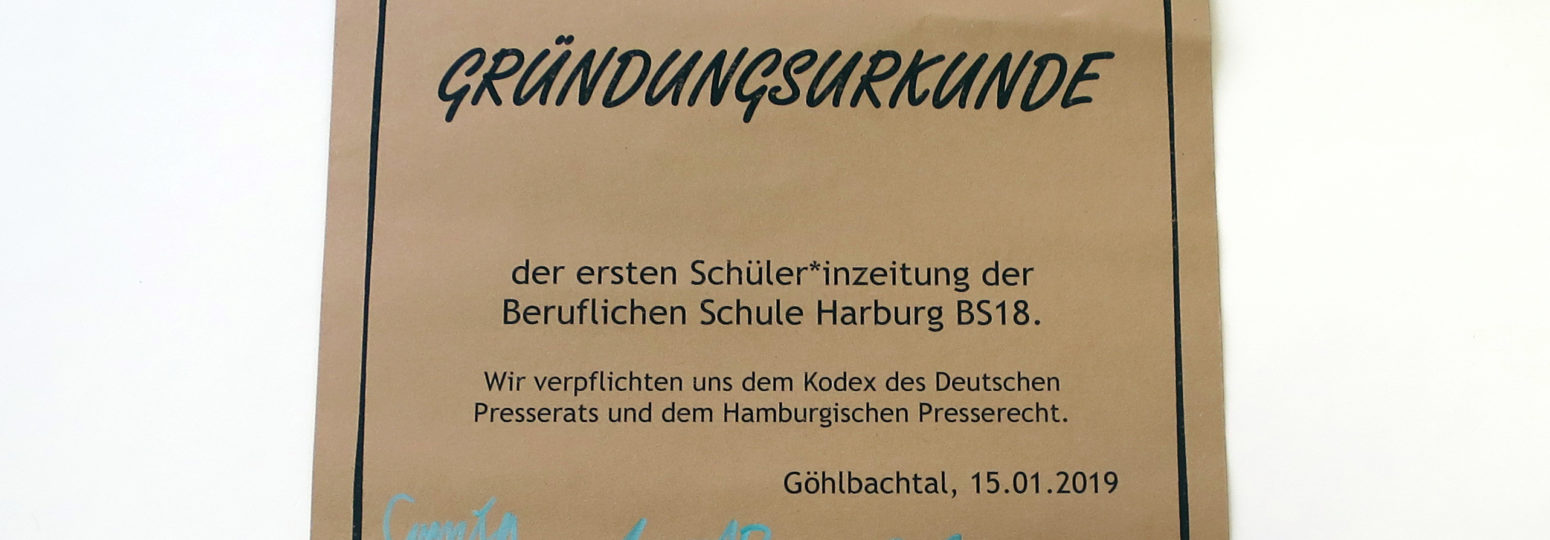 GRÜNDUNGSURKUNDE
der ersten Schüler*inzeitung der
Beruflichen Schule Harburg BS18.
Wir verpflichten uns dem Kodex des Deutschen
Presserats und dem Hamburgischen Presserecht.
Göhlbachtal, 15.01.2019